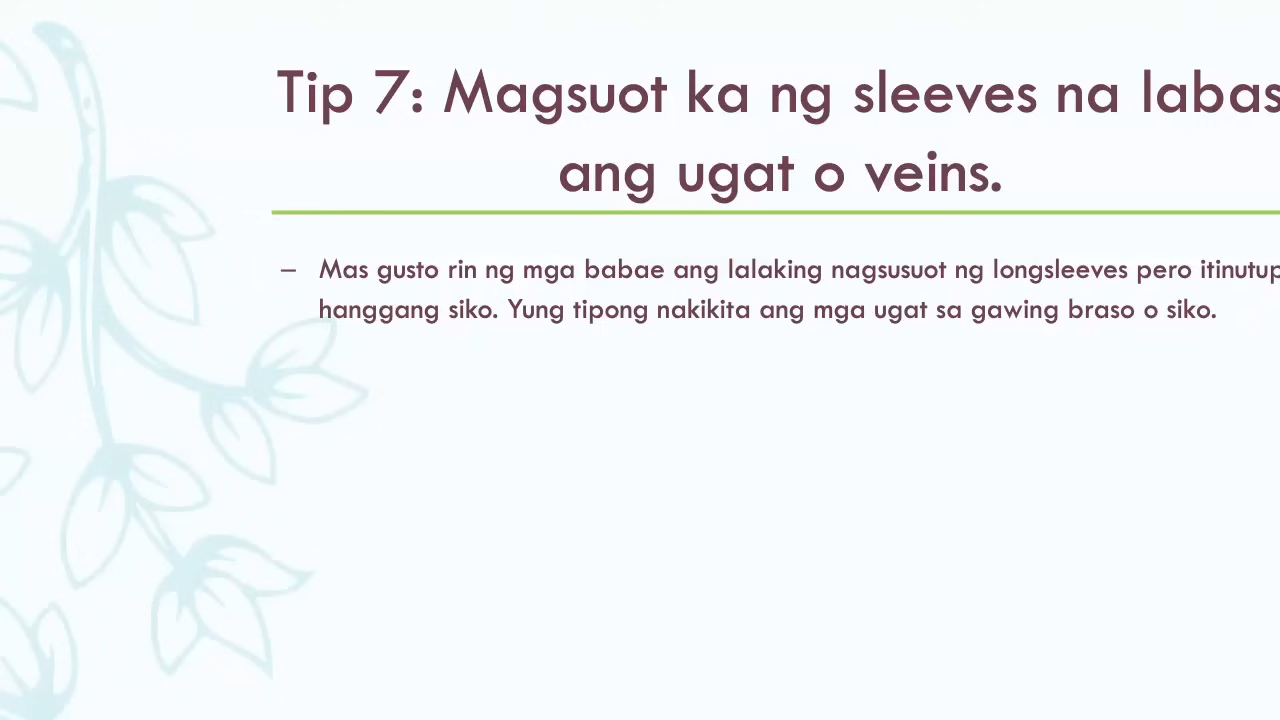 Tip 7: Magsuot ka ng sleeves na labas
ang ugat o veins.
– Mas gusto rin ng mga babae ang lalaking nagsusuot ng longsleeves pero itinutup
hanggang siko. Yung tipong nakikita ang mga ugat sa gawing braso o siko.